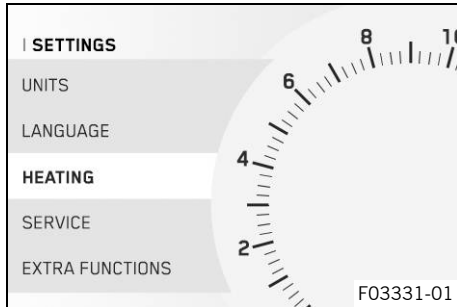 | SETTINGS
UNITS
LANGUAGE
HEATING
SERVICE
EXTRA FUNCTIONS
2
4
6
8
F03331-01